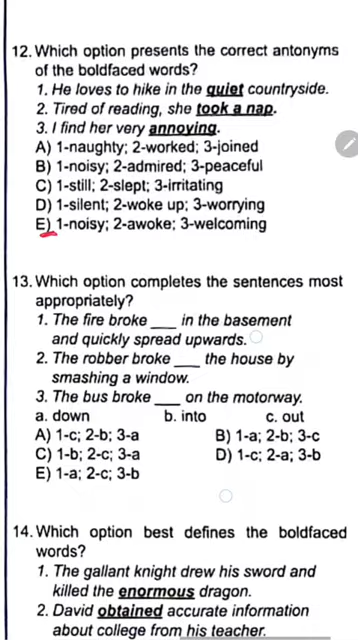 12. Which option presents the correct antonyms
of the boldfaced words?
1. He loves to hike in the quiet countryside.
2. Tired of reading, she took a nap.
3. I find her very annoying.
A) 1-naughty; 2-worked; 3-joined
B) 1-noisy; 2-admired; 3-peaceful
C) 1-still; 2-slept; 3-irritating
D) 1-silent; 2-woke up; 3-worrying
E) 1-noisy; 2-awoke; 3-welcoming
13. Which option completes the sentences most
appropriately?
1. The fire broke ___ in the basement
and quickly spread upwards.
2. The robber broke ___ the house by
smashing a window.
3. The bus broke ___ on the motorway.
a. down b. into c. out
A) 1-c; 2-b; 3-a B) 1-a; 2-b; 3-c
C) 1-b; 2-c; 3-a D) 1-c; 2-a; 3-b
E) 1-a; 2-c; 3-b
14. Which option best defines the boldfaced
words?
1. The gallant knight drew his sword and
killed the enormous dragon.
2. David obtained accurate information
about college from his teacher.